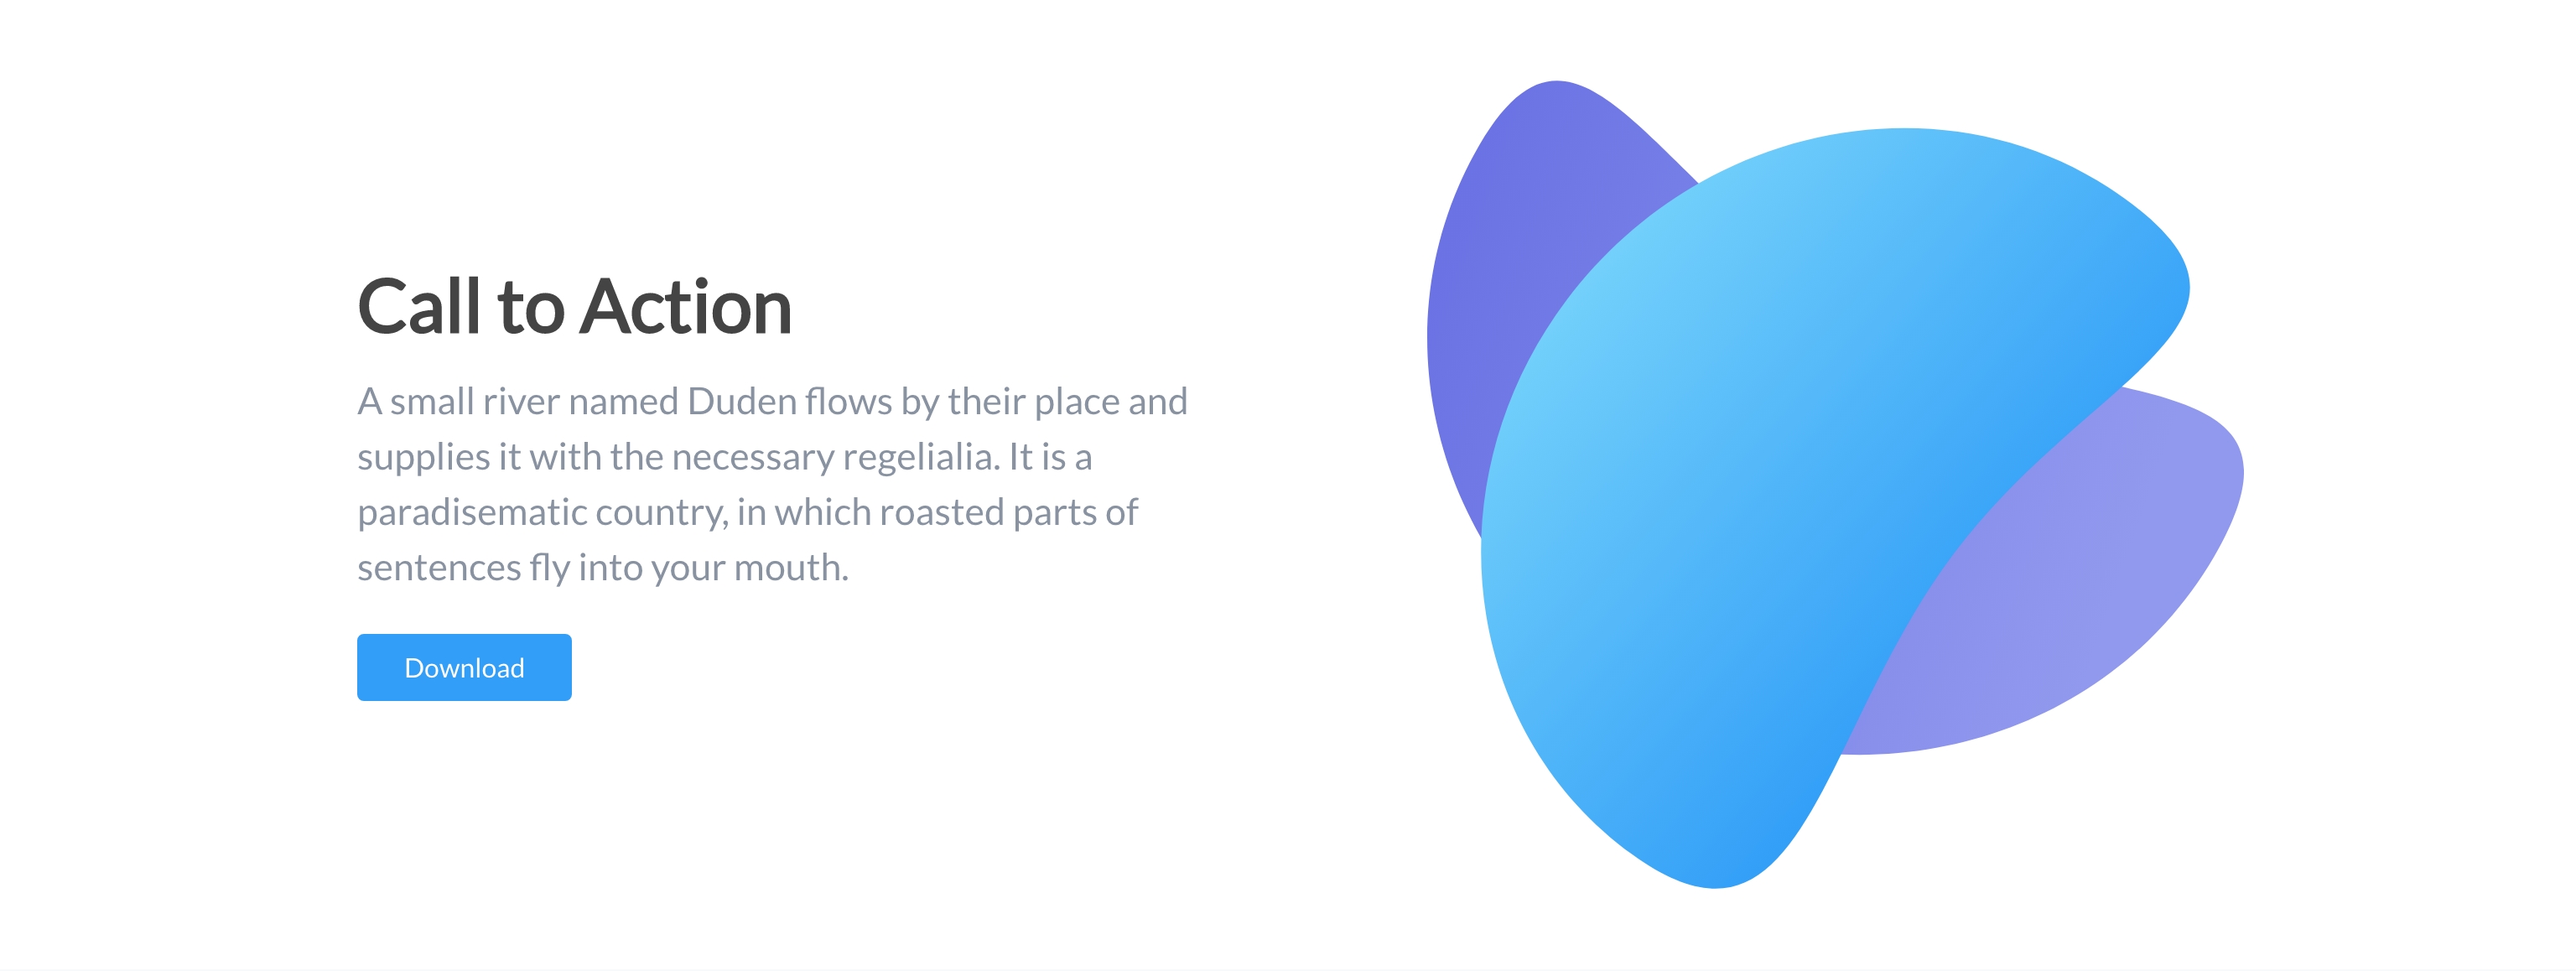 Call to Action
A small river named Duden flows by their place and
supplies it with the necessary regelialia. It is a
paradisematic country, in which roasted parts of
sentences fly into your mouth.
Download